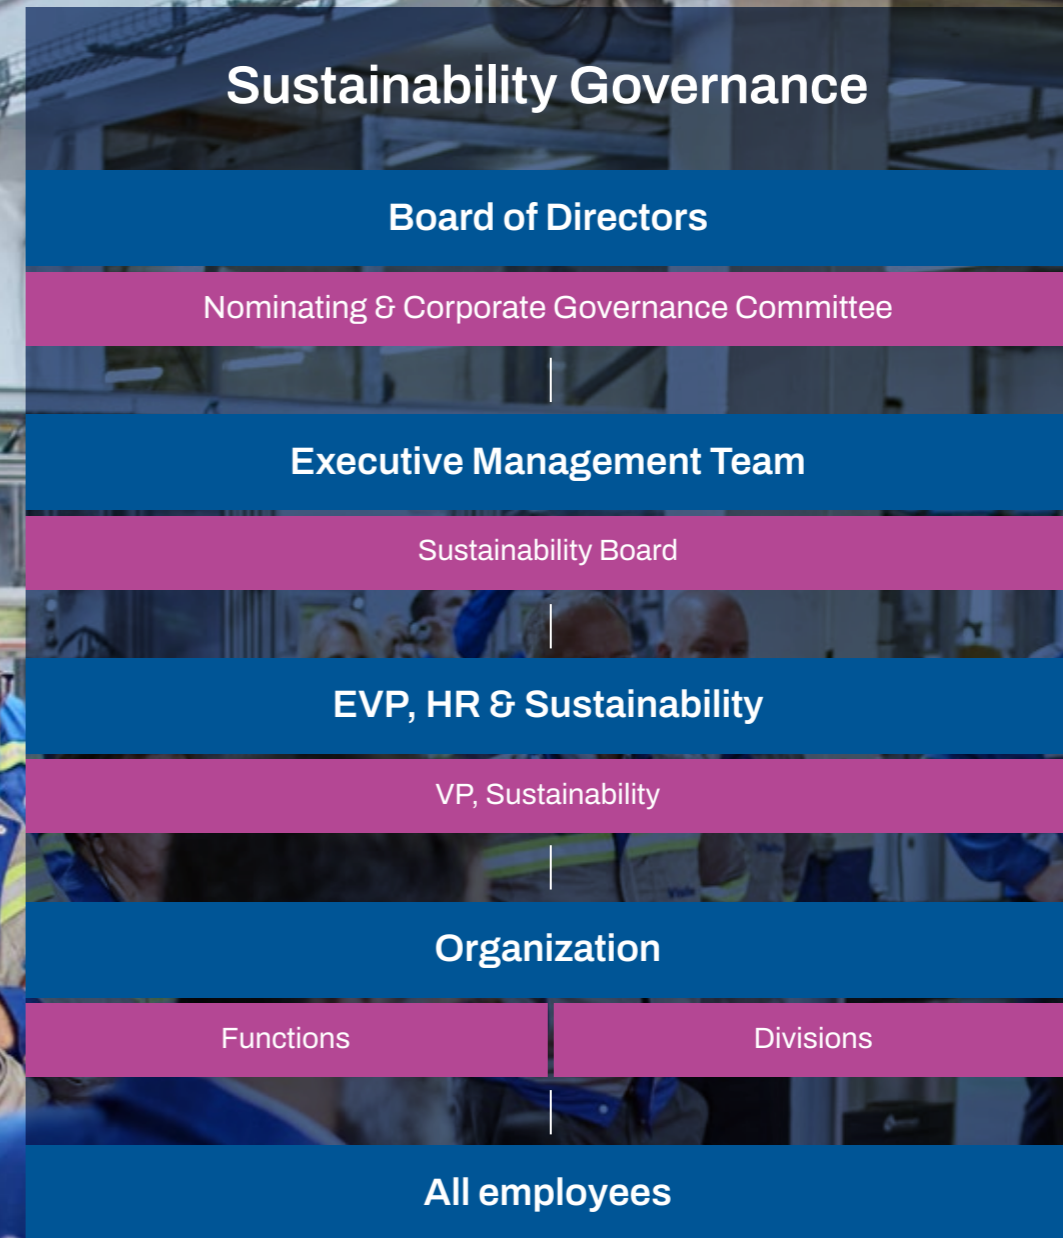 Sustainability Governance
Board of Directors
Nominating & Corporate Governance Committee
Executive Management Team
Sustainability Board
EVP, HR & Sustainability
VP, Sustainability
Organization
Functions
Divisions
All employees